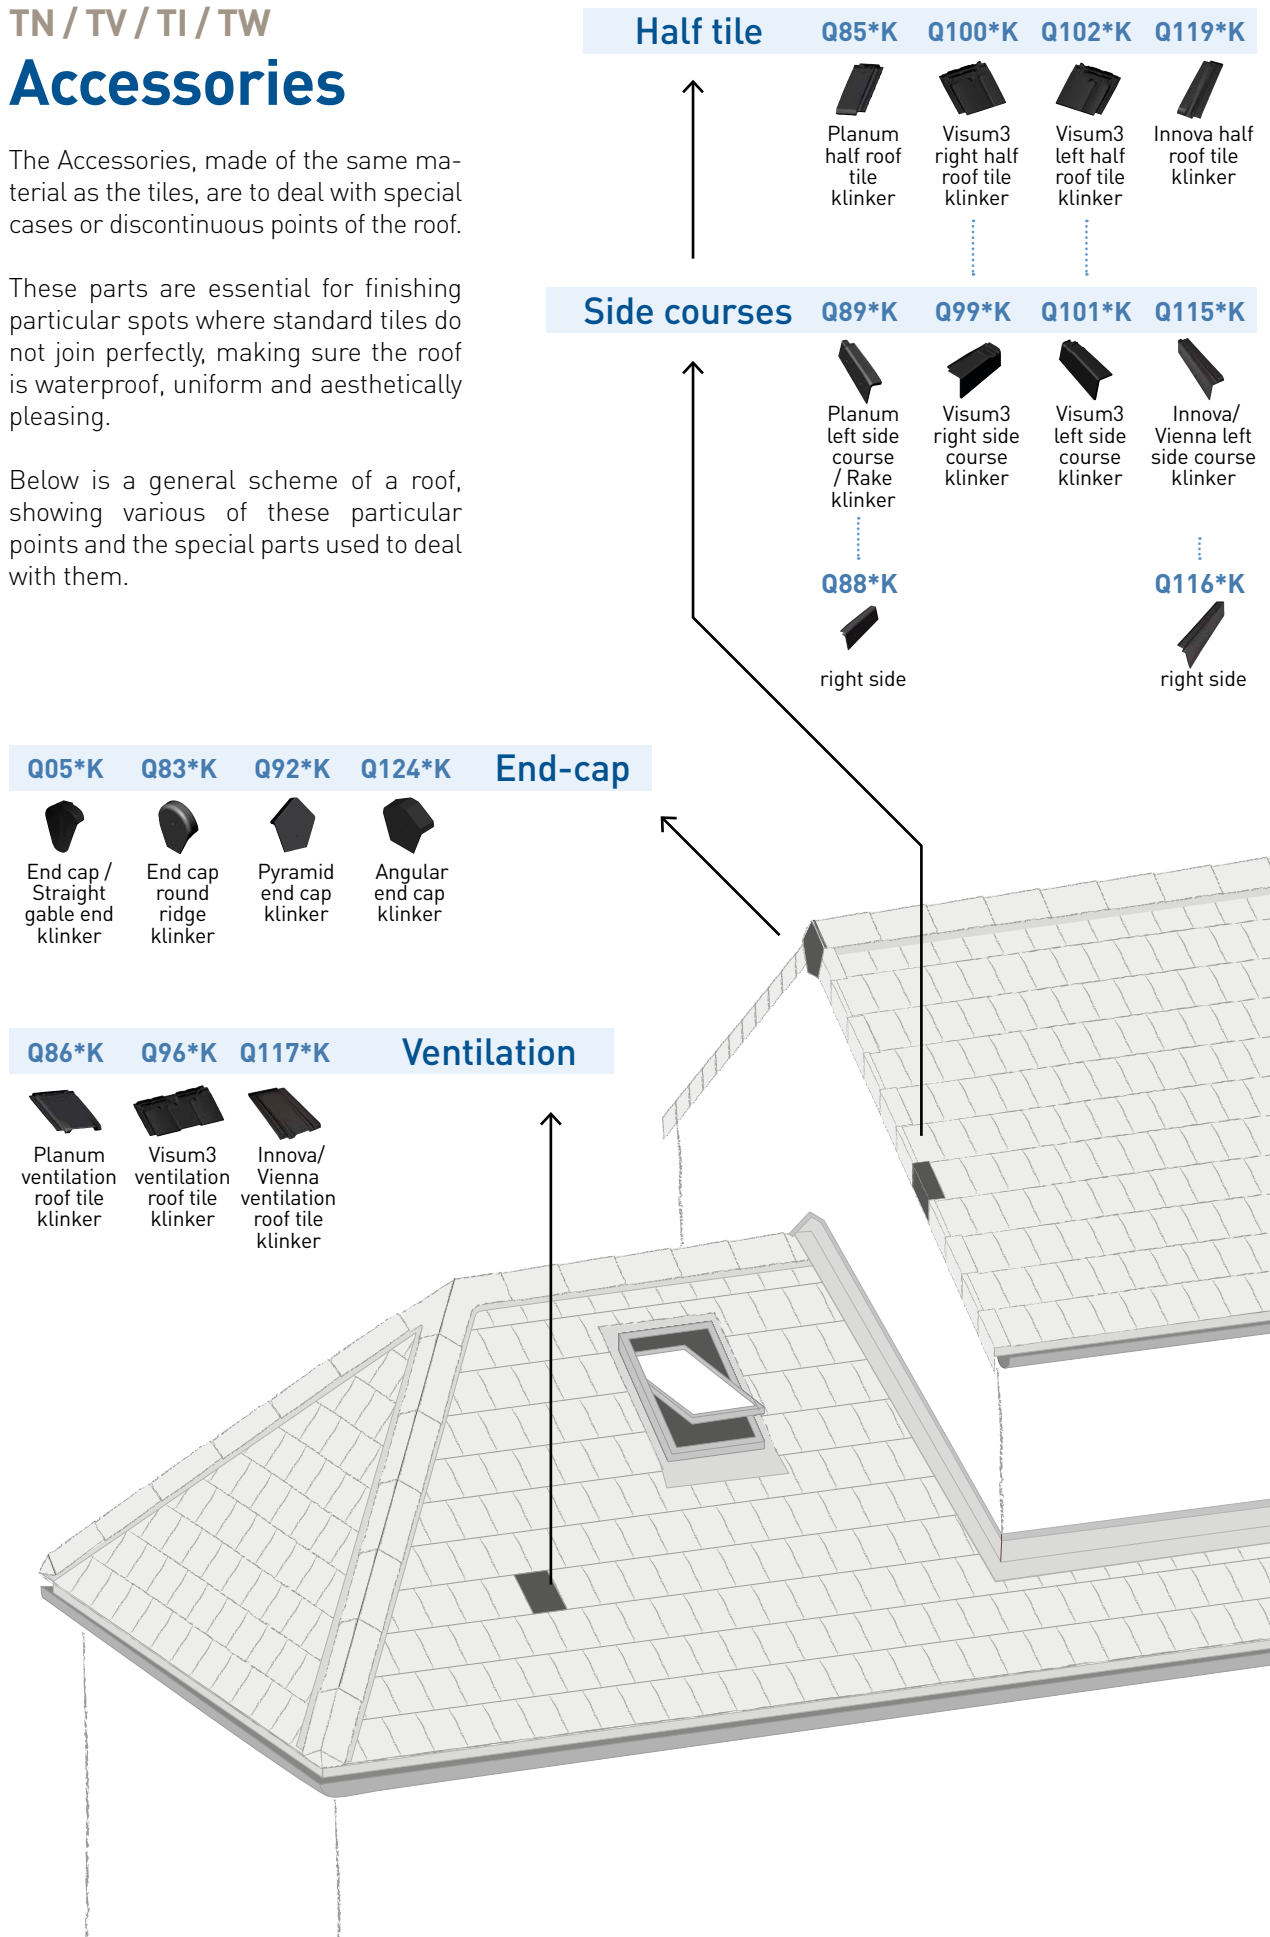 TN / TV / TI / TW
Accessories
The Accessories, made of the same ma-
terial as the tiles, are to deal with special
cases or discontinuous points of the roof.
These parts are essential for finishing
particular spots where standard tiles do
not join perfectly, making sure the roof
is waterproof, uniform and aesthetically
pleasing.
Below is a general scheme of a roof,
showing various of these particular
points and the special parts used to deal
with them.
Half tile Q85*K Q100*K Q102*K Q119*K
Planum
half roof
tile
klinker
Visum3
right half
roof tile
klinker
Visum3
left half
roof tile
klinker
Innova half
roof tile
klinker
Side courses Q89*K Q99*K Q101*K Q115*K
Planum
left side
course
/ Rake
klinker
Visum3
right side
course
klinker
Visum3
left side
course
klinker
Innova/
Vienna left
side course
klinker
Q88*K
right side
Q116*K
right side
Q05*K Q83*K Q92*K Q124*K End-cap
End cap /
Straight
gable end
klinker
End cap
round
ridge
klinker
Pyramid
end cap
klinker
Angular
end cap
klinker
Q86*K Q96*K Q117*K Ventilation
Planum
ventilation
roof tile
klinker
Visum3
ventilation
roof tile
klinker
Innova/
Vienna
ventilation
roof tile
klinker